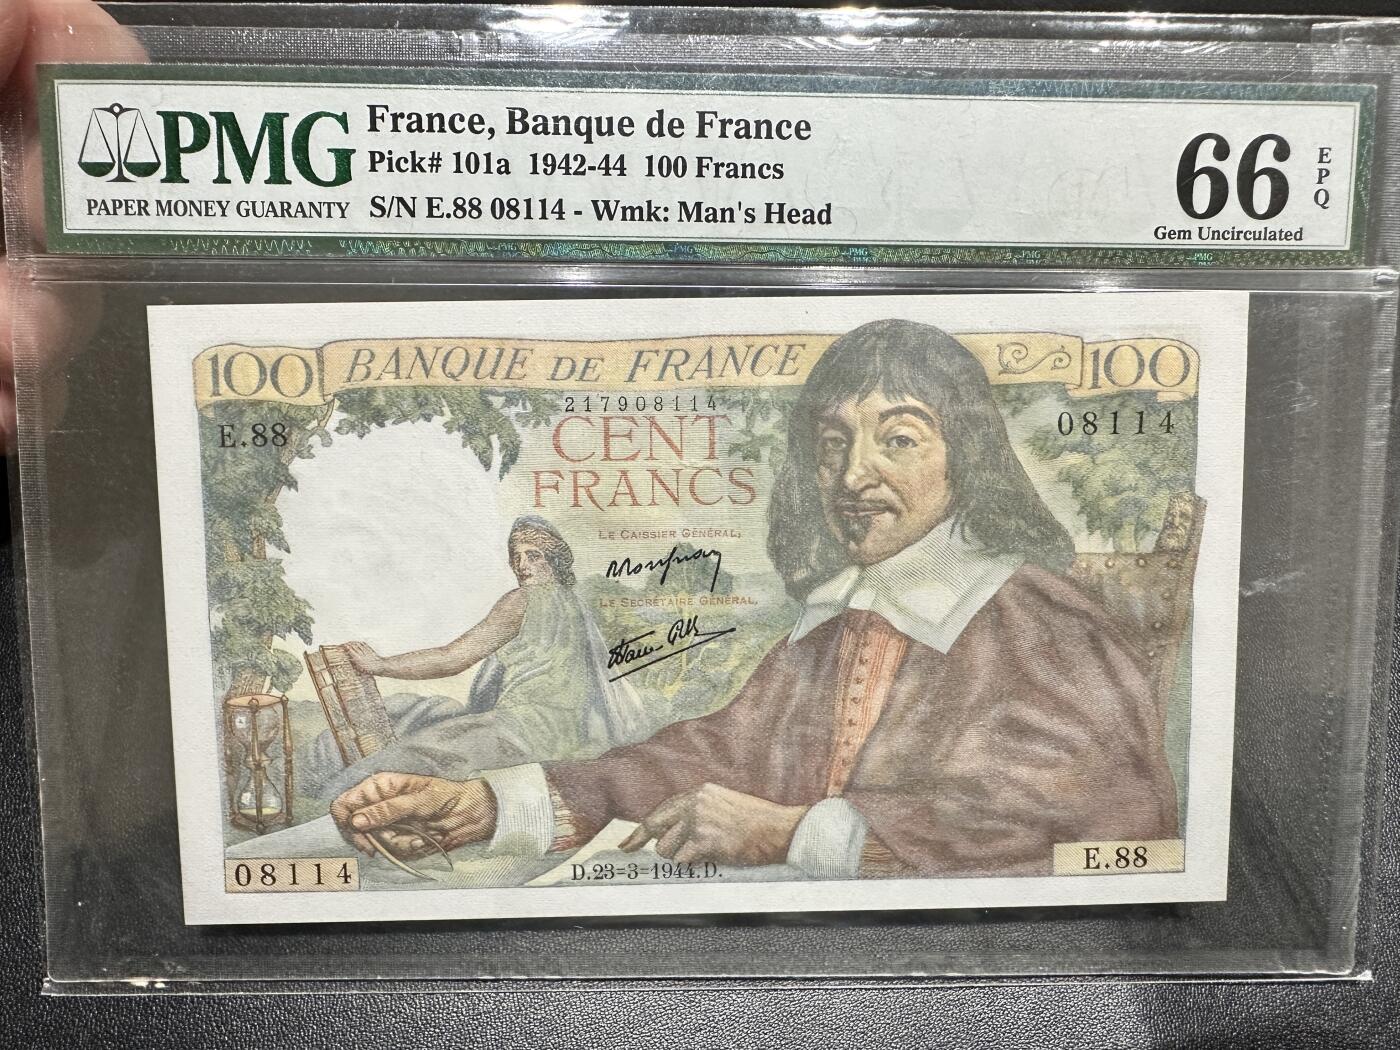 PMG
PAPER MONEY GUARANTY
France, Banque de France
Pick# 101a 1942-44 100 Francs
S/N E.88 08114 - Wmk: Man's Head
66
EPQ
Gem Uncirculated
100 BANQUE DE FRANCE 100
217908114
E.88
08114
CENT
FRANCS
LE CAISSIER GÉNÉRAL,
LE SECRÉTAIRE GÉNÉRAL,
08114
D.23=3=1944.D.
E.88